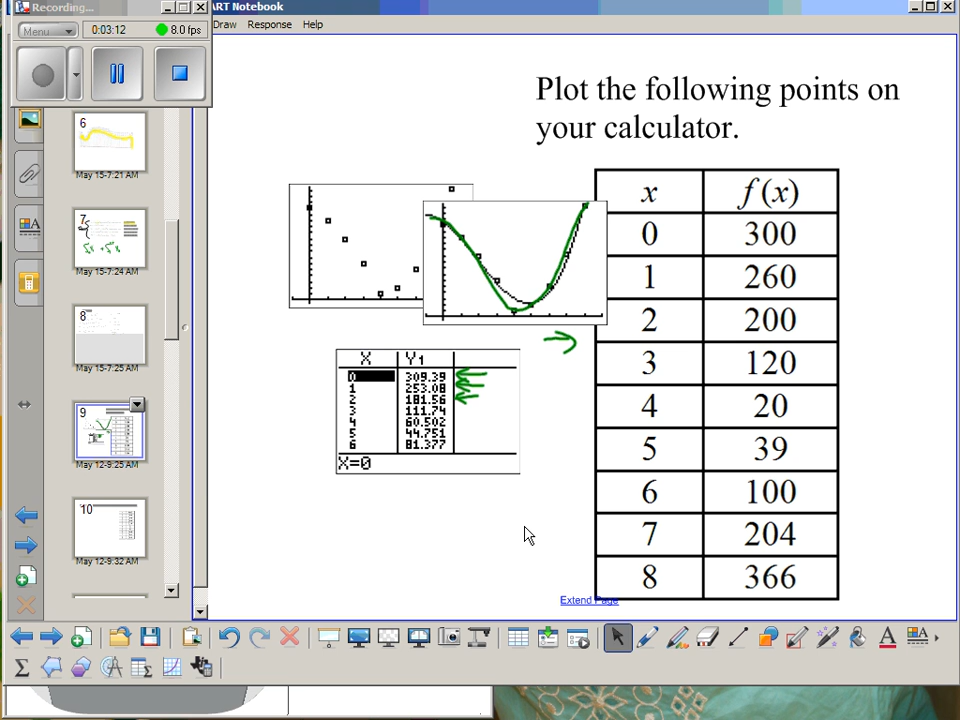 Recording...
ART Notebook
Menu
0:03:12
8.0 fps
Draw Response Help
6
May 15-7:21 AM
7
5x + 5x
May 15-7:24 AM
8
May 15-7:25 AM
9
May 12-9:25 AM
10
May 12-9:32 AM
Plot the following points on
your calculator.
x f(x)
0 300
1 260
2 200
3 120
4 20
5 39
6 100
7 204
8 366
X Y1
0 309.39
1 253.08
2 181.56
3 111.74
4 60.502
5 44.751
6 81.377
X=0
Extend Page